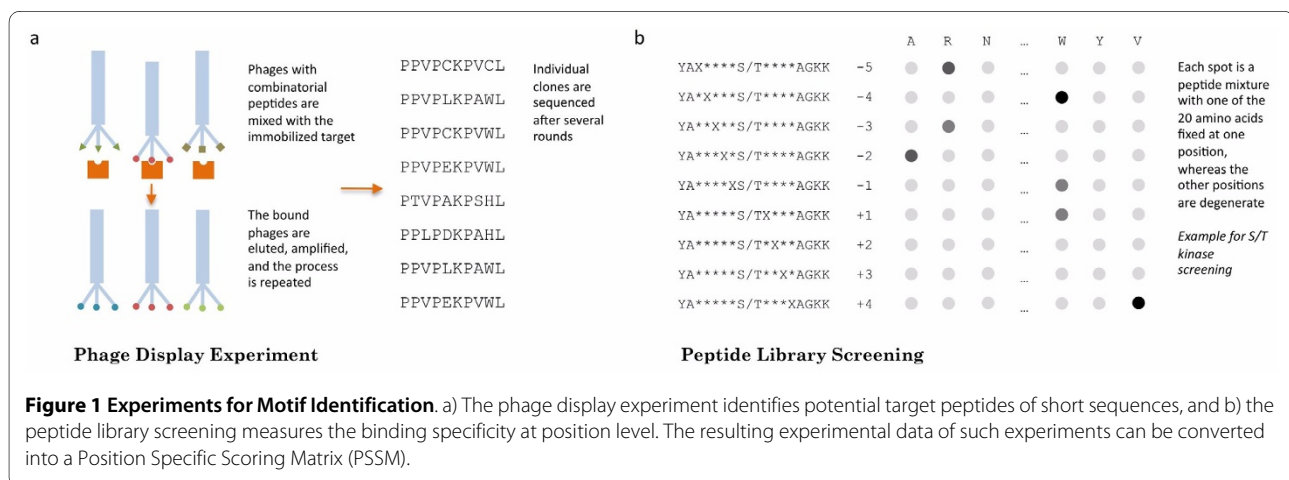 a
Phages with
combinatorial
peptides are
mixed with the
immobilized target
The bound
phages are
eluted, amplified,
and the process
is repeated
PPVPCKPVCL
PPVPLKPAWL
PPVPCKPVWL
PPVPEKPVWL
PTVPAKPSHL
PPLPDKPAHL
PPVPLKPAWL
PPVPEKPVWL
Individual
clones are
sequenced
after several
rounds
Phage Display Experiment
b
A R N ... W Y V
YAX****S/T****AGKK -5 ...
YA*X***S/T****AGKK -4 ...
YA**X**S/T****AGKK -3 ...
YA***X*S/T****AGKK -2 ...
YA****XS/T****AGKK -1 ...
YA*****S/TX***AGKK +1 ...
YA*****S/T*X**AGKK +2 ...
YA*****S/T**X*AGKK +3 ...
YA*****S/T***XAGKK +4 ...
Each spot is a
peptide mixture
with one of the
20 amino acids
fixed at one
position,
whereas the
other positions
are degenerate
Example for S/T
kinase
screening
Peptide Library Screening
Figure 1 Experiments for Motif Identification. a) The phage display experiment identifies potential target peptides of short sequences, and b) the
peptide library screening measures the binding specificity at position level. The resulting experimental data of such experiments can be converted
into a Position Specific Scoring Matrix (PSSM).